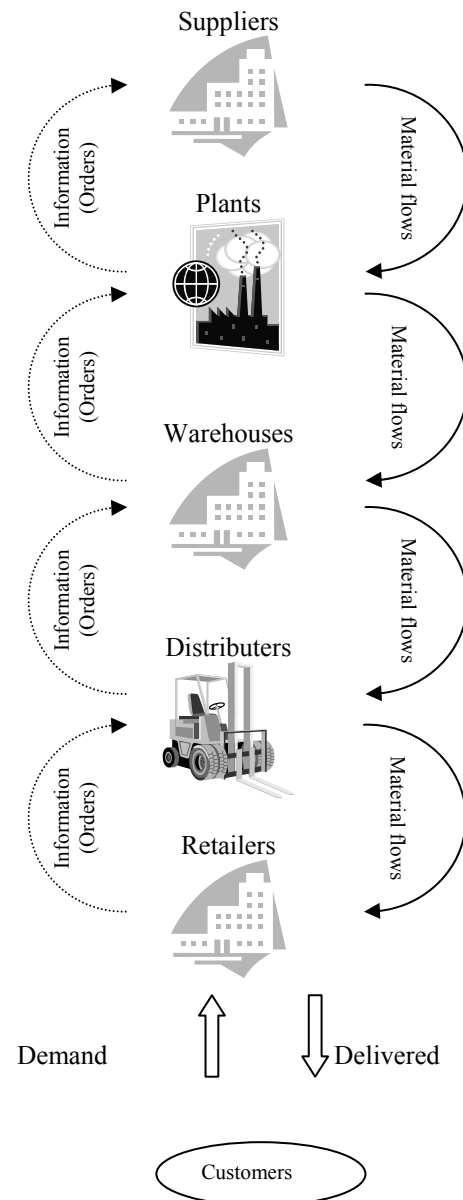 Suppliers
Information
(Orders)
Material flows
Plants
Information
(Orders)
Material flows
Warehouses
Information
(Orders)
Material flows
Distributers
Information
(Orders)
Material flows
Retailers
Demand
Delivered
Customers